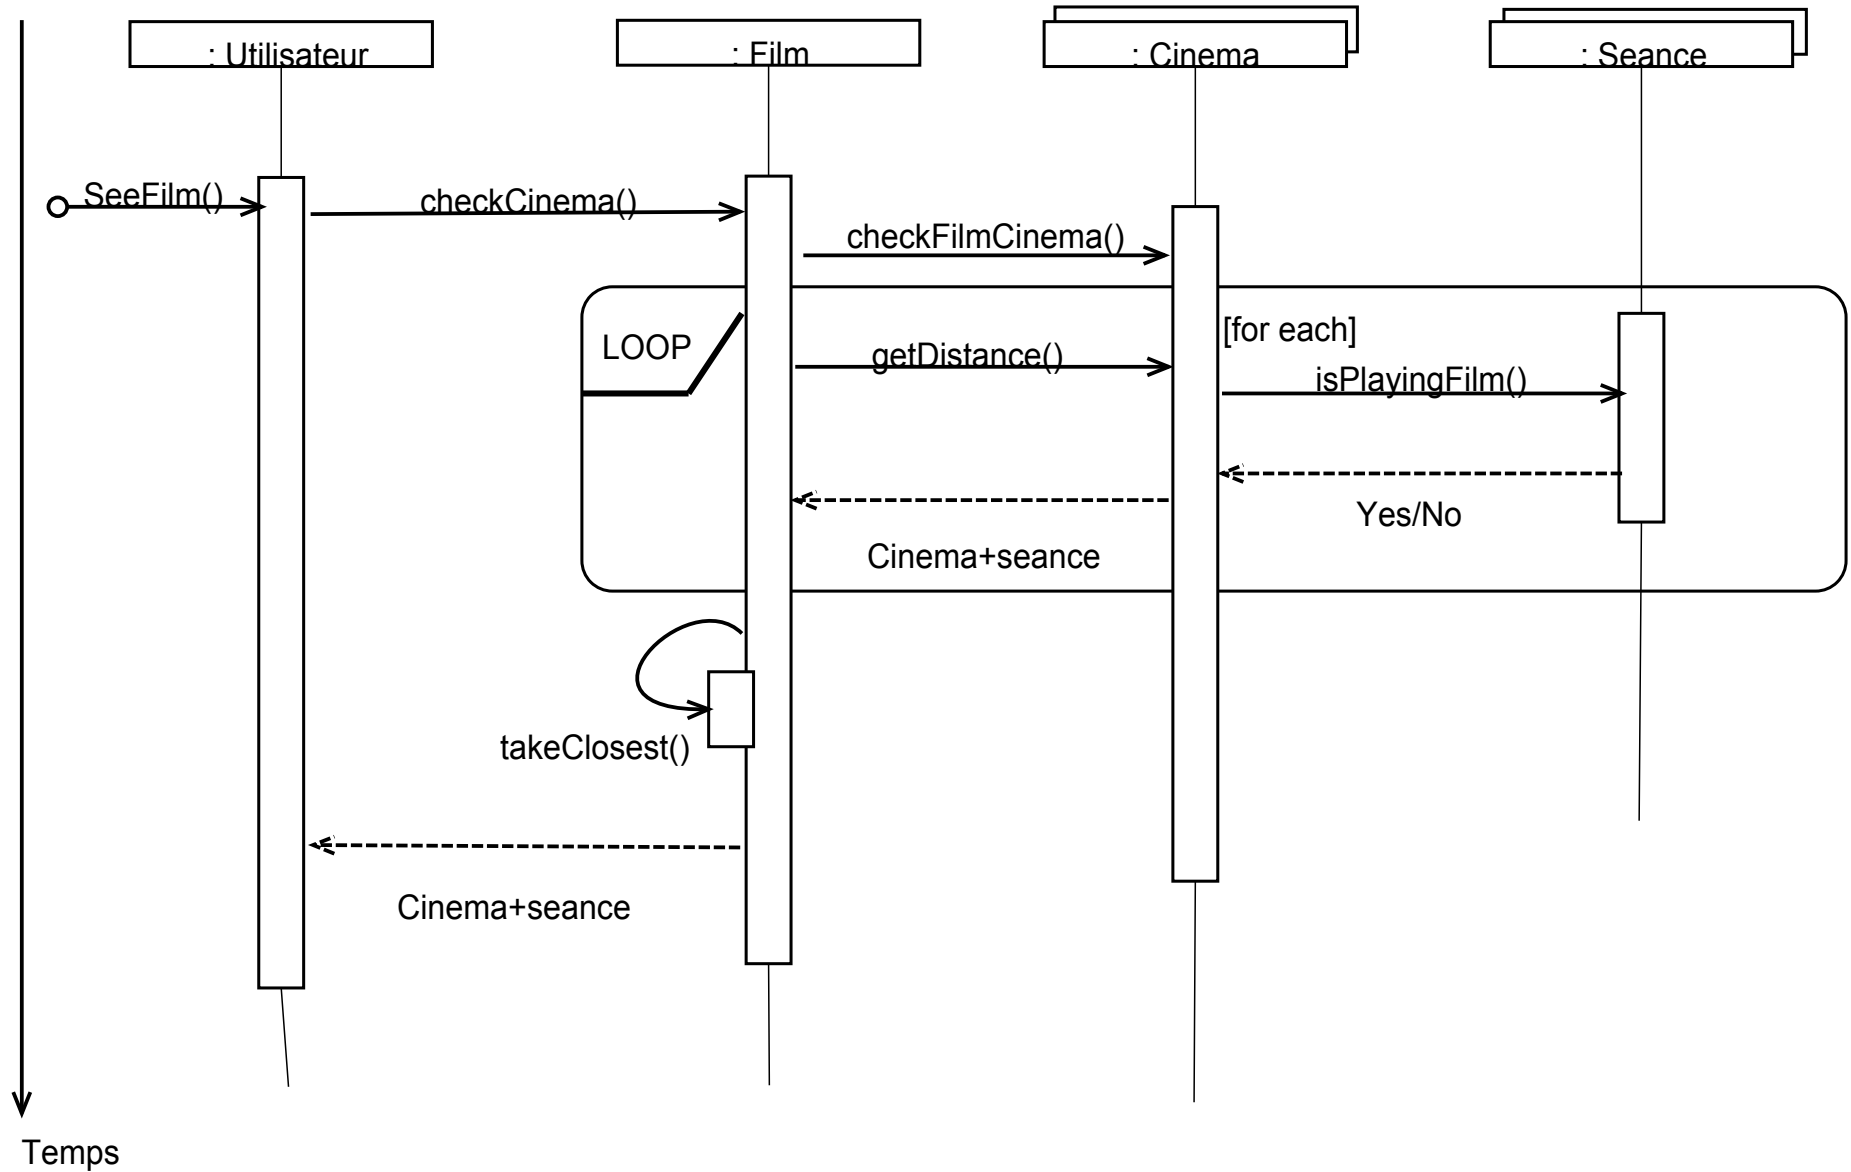 : Utilisateur
: Film
: Cinema
: Seance
SeeFilm()
checkCinema()
checkFilmCinema()
[for each]
LOOP
getDistance()
isPlayingFilm()
Yes/No
Cinema+seance
takeClosest()
Cinema+seance
Temps